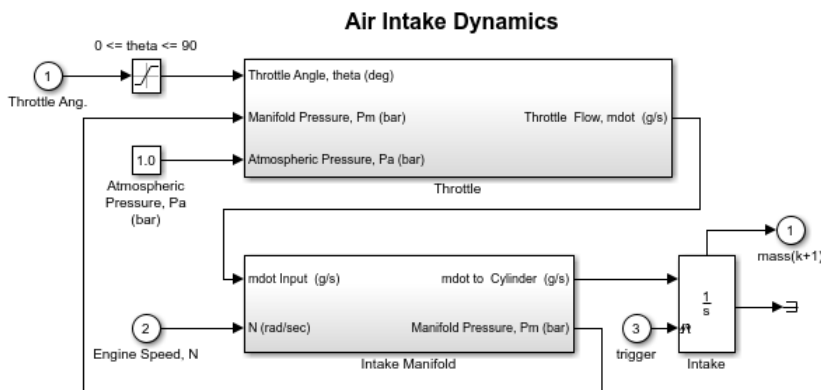 Air Intake Dynamics
0 <= theta <= 90
1
Throttle Ang.
Throttle Angle, theta (deg)
Manifold Pressure, Pm (bar)
Throttle Flow, mdot (g/s)
1.0
Atmospheric Pressure, Pa (bar)
Throttle
Atmospheric
Pressure, Pa
(bar)
1
mass(k+1)
mdot Input (g/s)
mdot to Cylinder (g/s)
1
s
2
N (rad/sec)
Manifold Pressure, Pm (bar)
3
Engine Speed, N
Intake Manifold
trigger
Intake